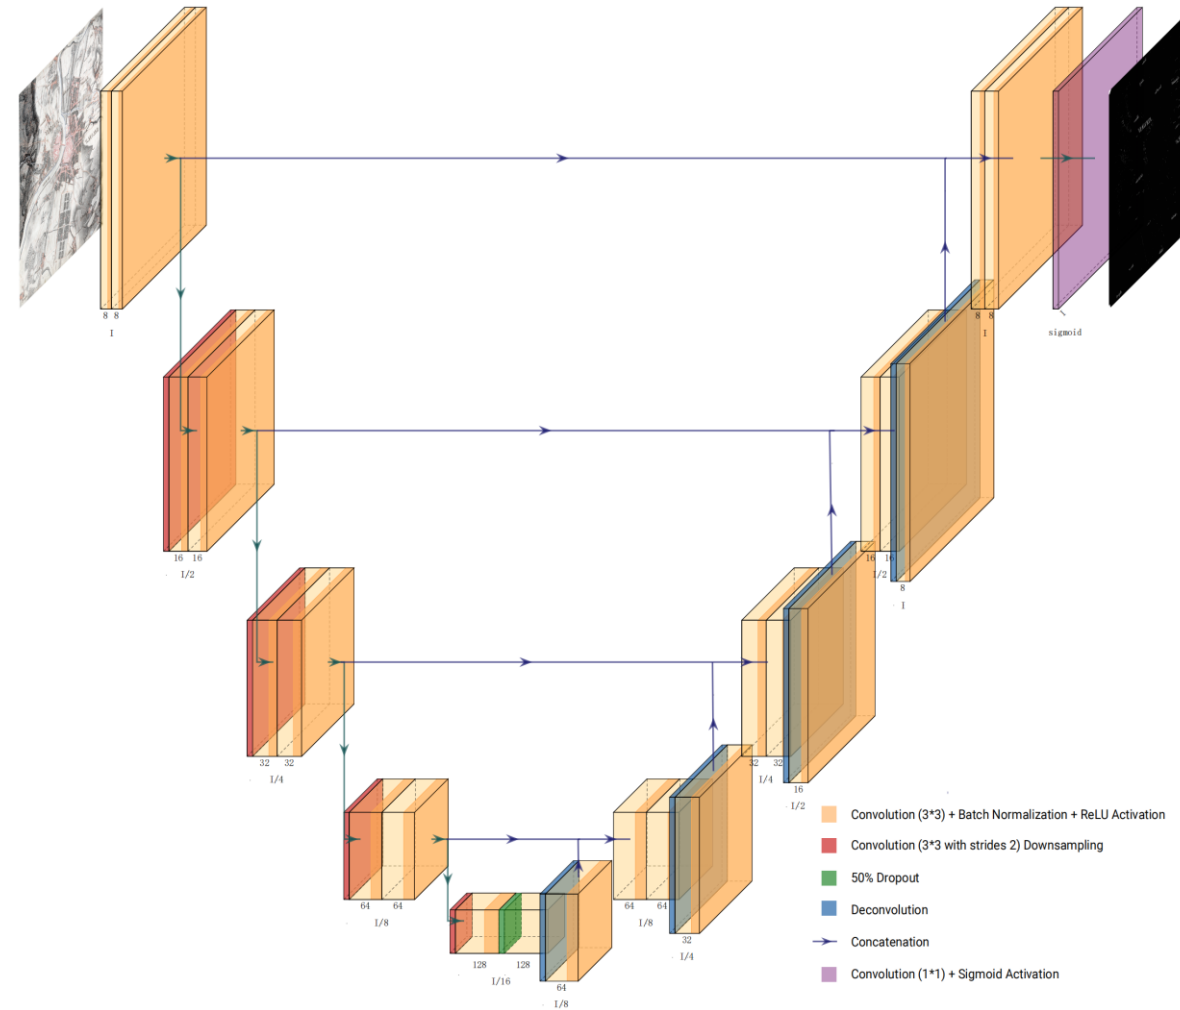 8 8
I
8 8
I
1
sigmoid
16 16
I/2
16 16
I/2
8
I
32 32
I/4
32 32
I/4
16
I/2
64 64
I/8
64 64
I/8
32
I/4
128 128
I/16
64
I/8
Convolution (3*3) + Batch Normalization + ReLU Activation
Convolution (3*3 with strides 2) Downsampling
50% Dropout
Deconvolution
Concatenation
Convolution (1*1) + Sigmoid Activation